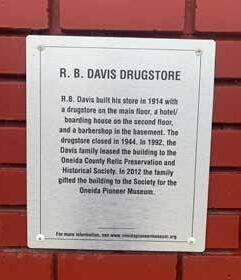 R. B. DAVIS DRUGSTORE
R.B. Davis built his store in 1914 with
a drugstore on the main floor, a hotel/
boarding house on the second floor,
and a barbershop in the basement. The
drugstore closed in 1944. In 1992, the
Davis family leased the building to the
Oneida County Relic Preservation and
Historical Society. In 2012 the family
gifted the building to the Society for the
Oneida Pioneer Museum.
For more information, see www.oneidapioneermuseum.org